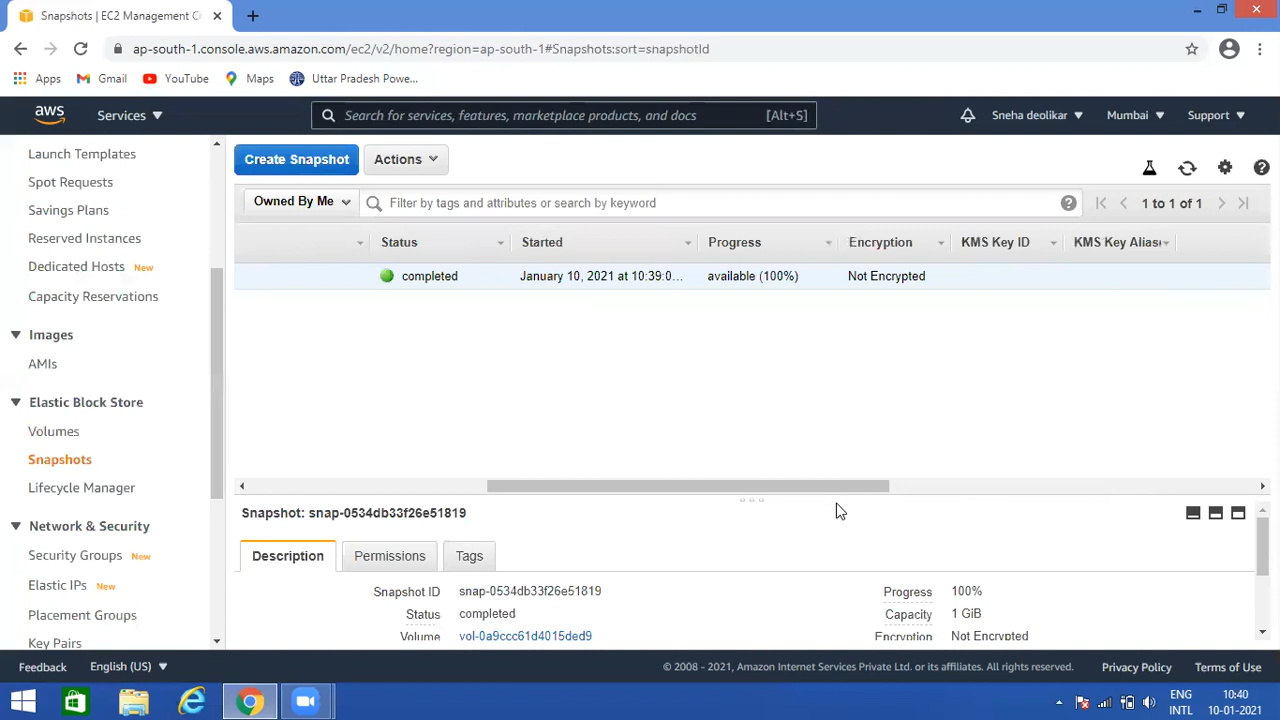 Snapshots | EC2 Management C
ap-south-1.console.aws.amazon.com/ec2/v2/home?region=ap-south-1#Snapshots:sort=snapshotId
Apps Gmail YouTube Maps Uttar Pradesh Powe...
aws Services Search for services, features, marketplace products, and docs [Alt+S] Sneha deolikar Mumbai Support
Launch Templates
Spot Requests
Savings Plans
Reserved Instances
Dedicated Hosts New
Capacity Reservations
Images
AMIs
Elastic Block Store
Volumes
Snapshots
Lifecycle Manager
Network & Security
Security Groups New
Elastic IPs New
Placement Groups
Key Pairs
Create Snapshot Actions
Owned By Me Filter by tags and attributes or search by keyword 1 to 1 of 1
Status Started Progress Encryption KMS Key ID KMS Key Alias
completed January 10, 2021 at 10:39:0... available (100%) Not Encrypted
Snapshot: snap-0534db33f26e51819
Description Permissions Tags
Snapshot ID snap-0534db33f26e51819 Progress 100%
Status completed Capacity 1 GiB
Volume vol-0a9ccc61d4015ded9 Encryption Not Encrypted
Feedback English (US) © 2008 - 2021, Amazon Internet Services Private Ltd. or its affiliates. All rights reserved. Privacy Policy Terms of Use
ENG 10:40
INTL 10-01-2021